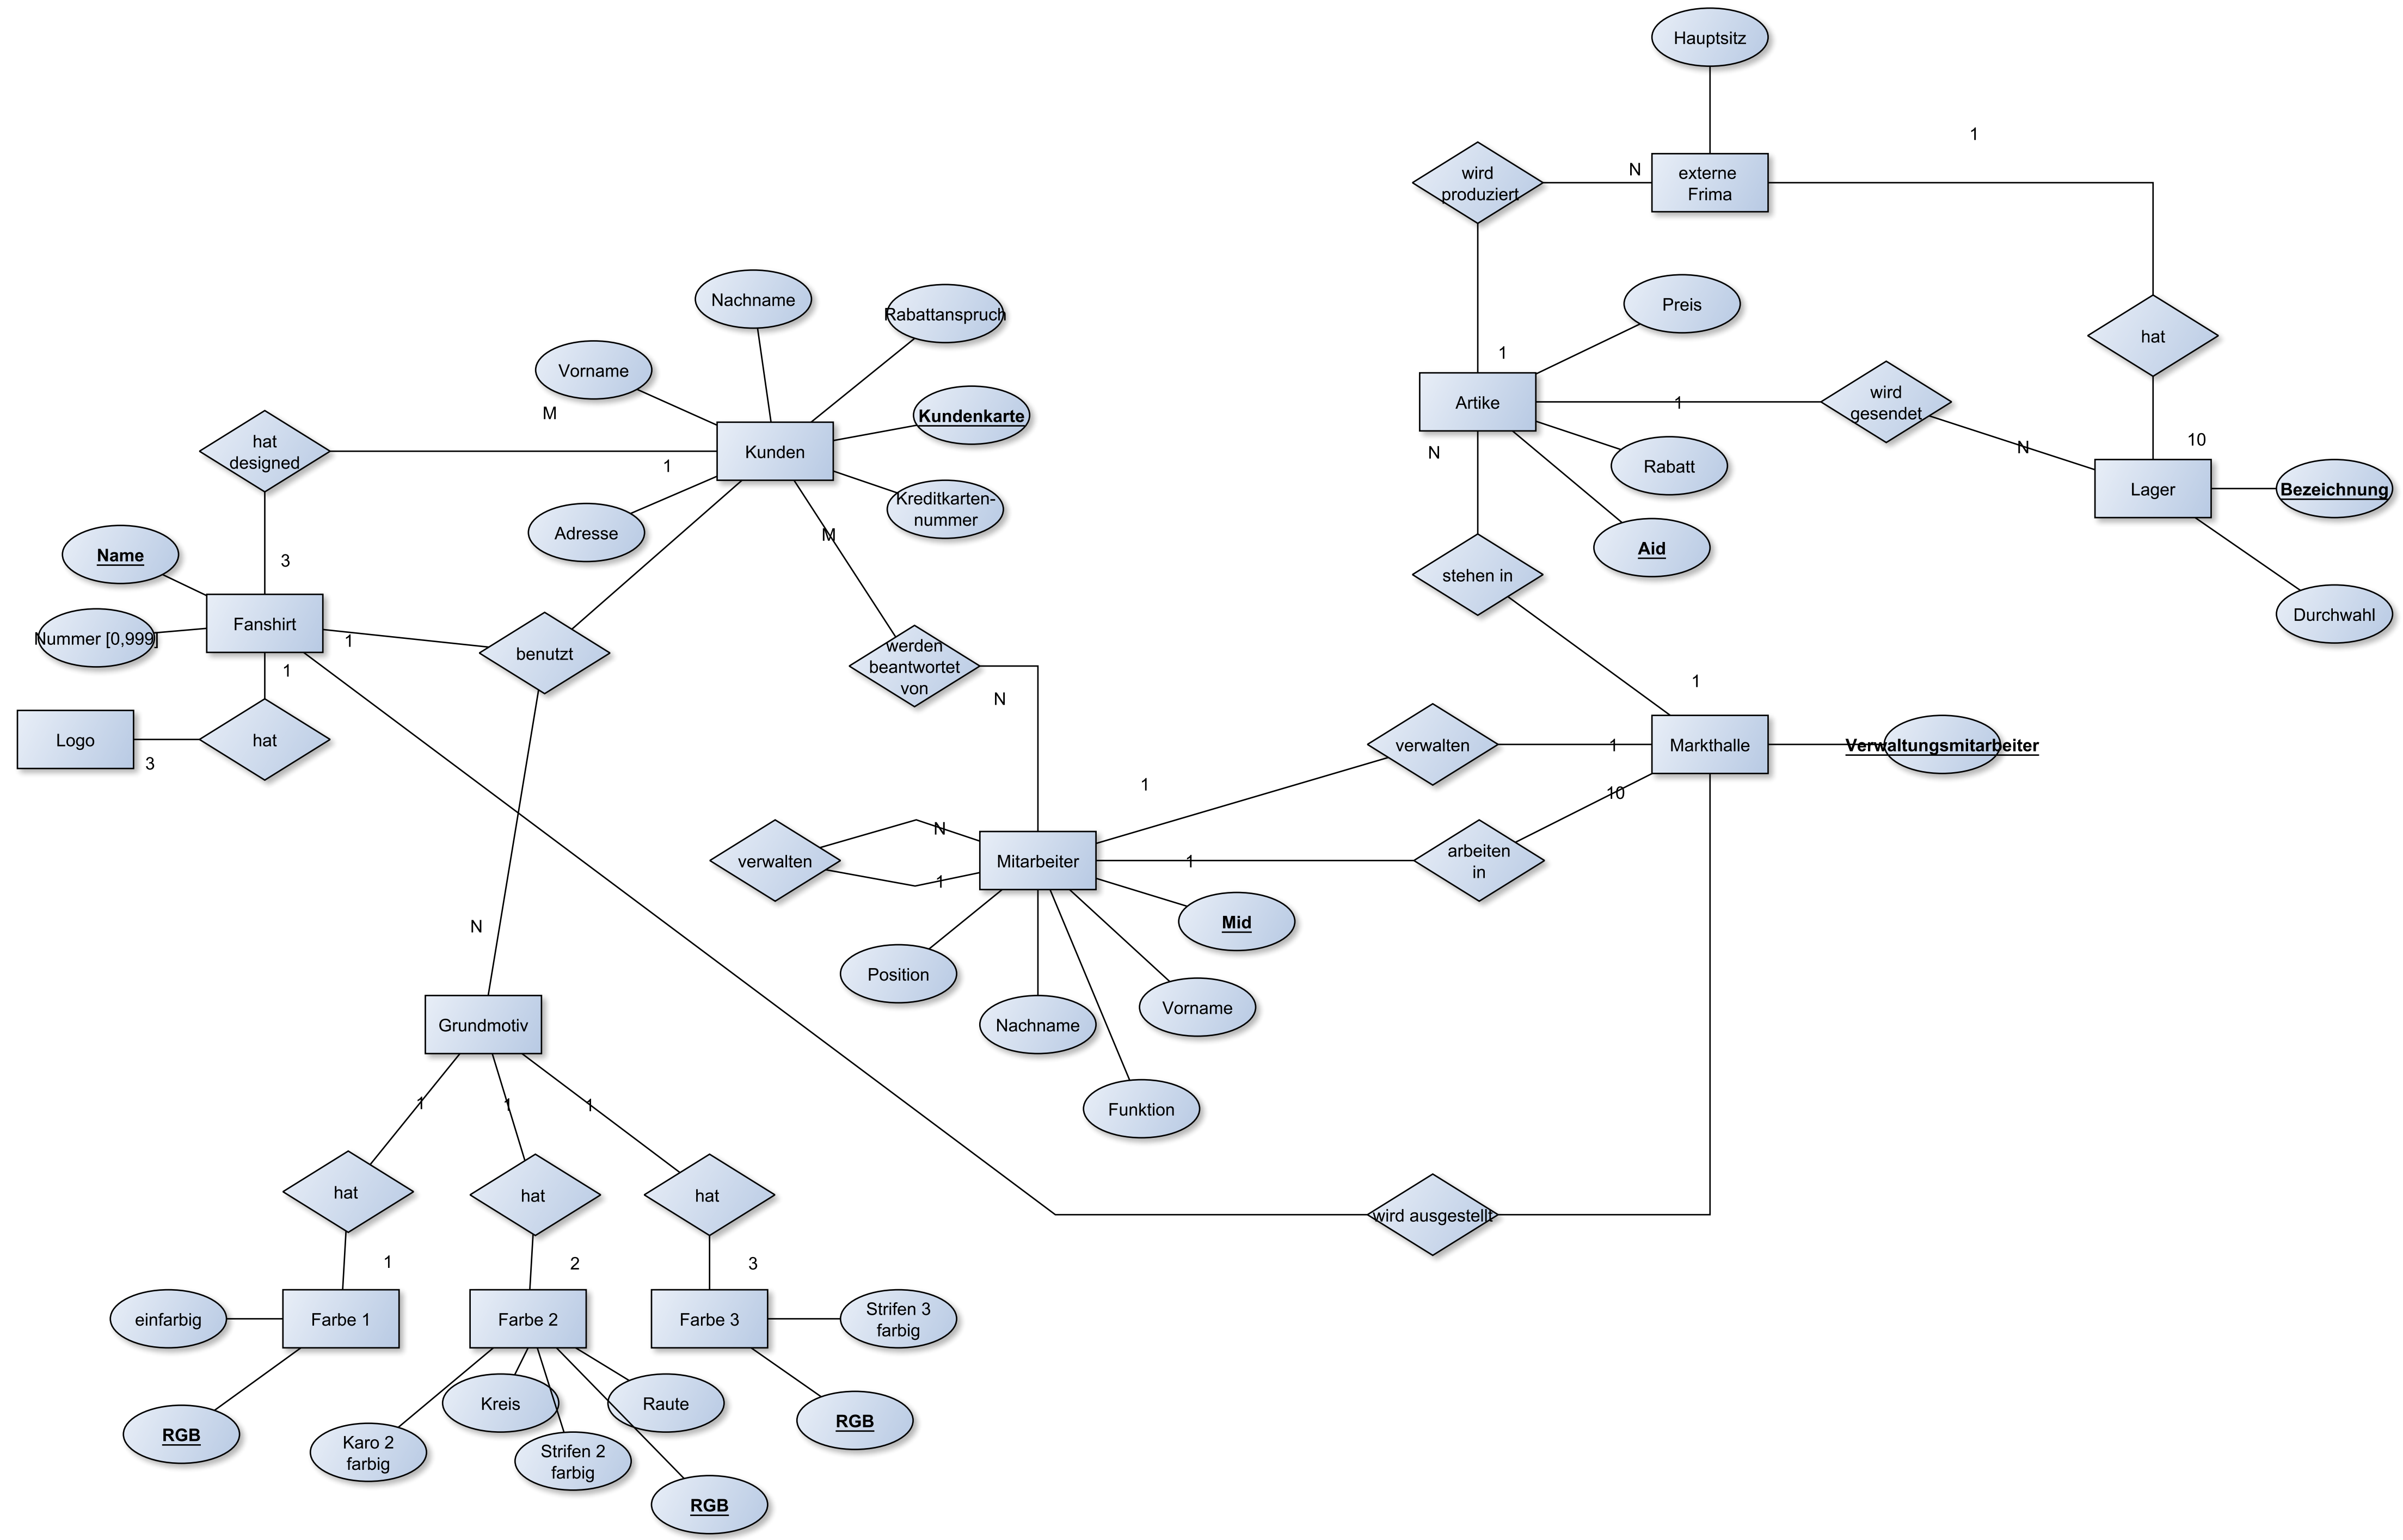 Hauptsitz
1
wird
produziert
N
externe
Frima
Nachname
Rabattanspruch
Preis
hat
Vorname
1
M
Kundenkarte
Artike
1
wird
gesendet
hat
designed
Kunden
1
N
Rabatt
N
10
Lager
Bezeichnung
Kreditkarten-
nummer
Adresse
M
Aid
Name
3
stehen in
Durchwahl
Fanshirt
Nummer [0,999]
1
benutzt
werden
beantwortet
von
1
N
1
Logo
3
hat
verwalten
1
Markthalle
Verwaltungsmitarbeiter
1
10
N
verwalten
1
Mitarbeiter
1
arbeiten
in
Mid
N
Position
Nachname
Vorname
Grundmotiv
Funktion
1
1
1
hat
hat
hat
wird ausgestellt
1
2
3
einfarbig
Farbe 1
Farbe 2
Farbe 3
Strifen 3
farbig
Kreis
Raute
RGB
RGB
Karo 2
farbig
Strifen 2
farbig
RGB